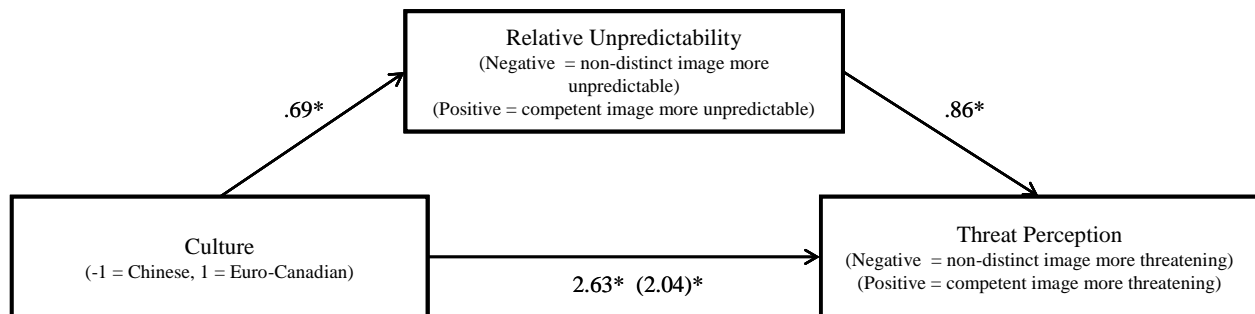 Relative Unpredictability
(Negative = non-distinct image more
unpredictable)
(Positive = competent image more unpredictable)
.69*
.86*
Culture
(-1 = Chinese, 1 = Euro-Canadian)
Threat Perception
(Negative = non-distinct image more threatening)
(Positive = competent image more threatening)
2.63* (2.04)*